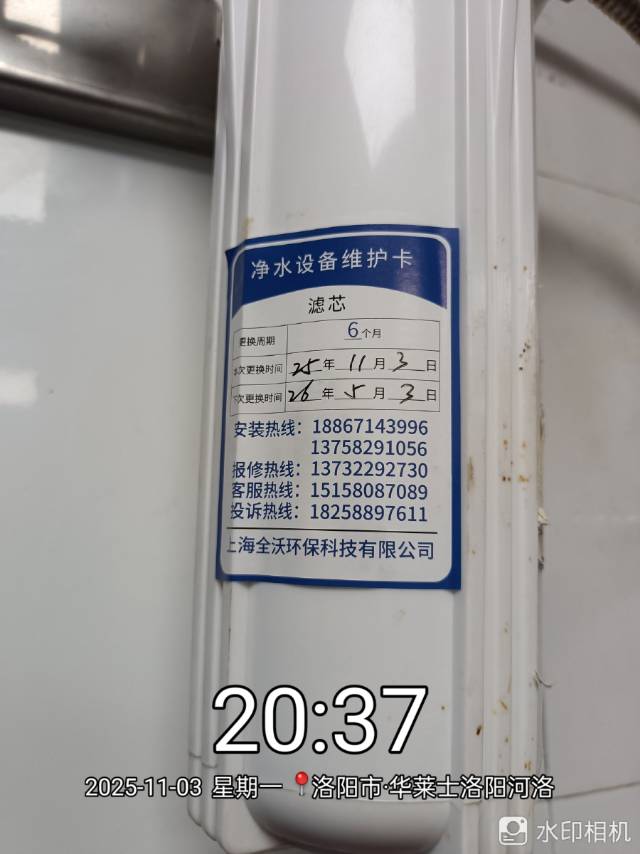 净水设备维护卡
滤芯
更换周期 6个月
本次更换时间 25年11月3日
下次更换时间 26年5月3日
安装热线：18867143996
13758291056
报修热线：13732292730
客服热线：15158087089
投诉热线：18258897611
上海全沃环保科技有限公司
20:37
2025-11-03 星期一 洛阳市·华莱士洛阳河洛
水印相机